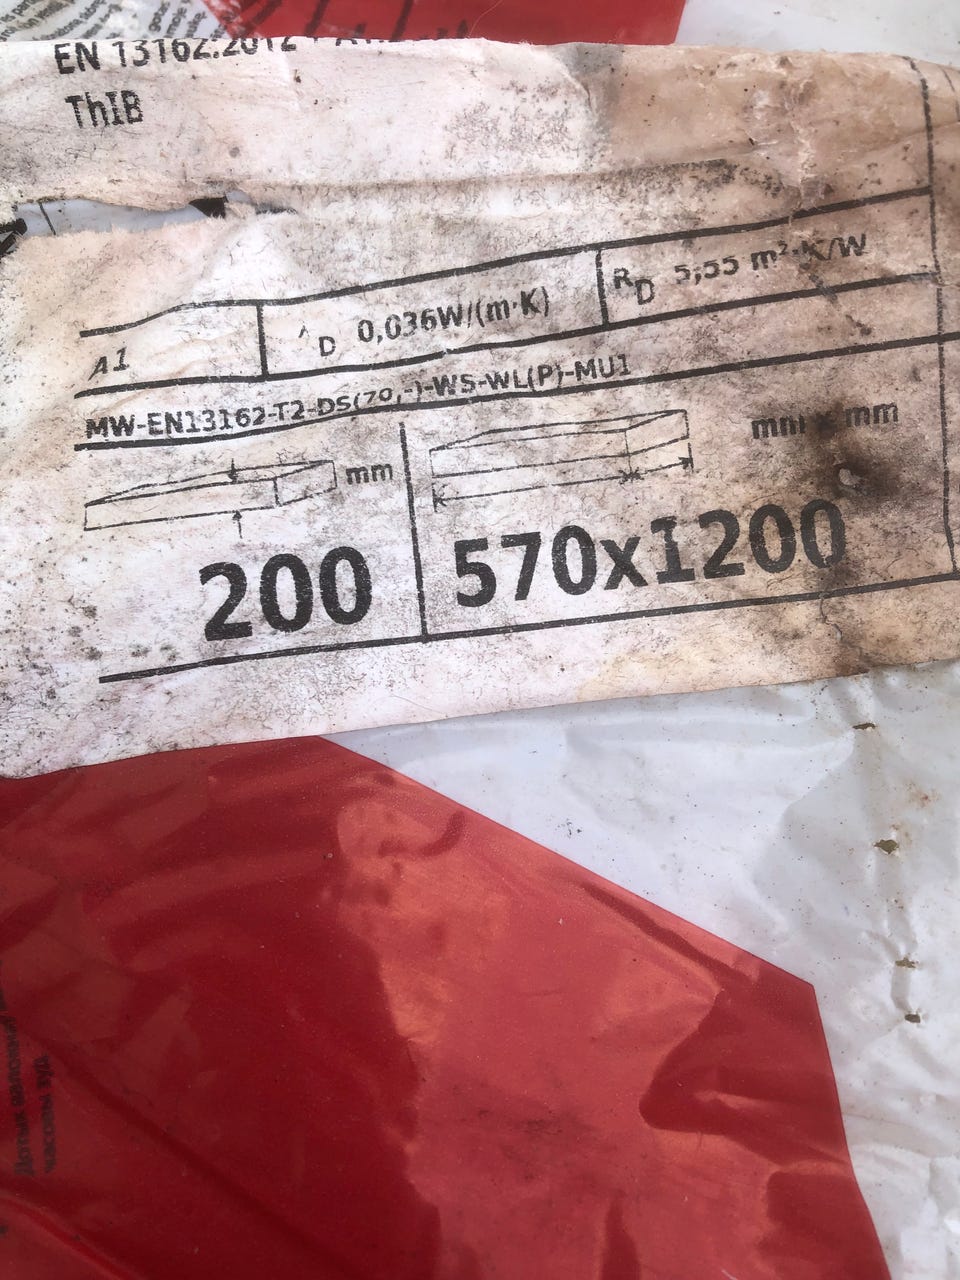 EN 13162:2012
ThIB
A1
λD 0,036W/(m·K)
RD 5,55 m²·K/W
MW-EN13162-T2-DS(70,-)-WS-WL(P)-MU1
mm
mm x mm
200
570x1200